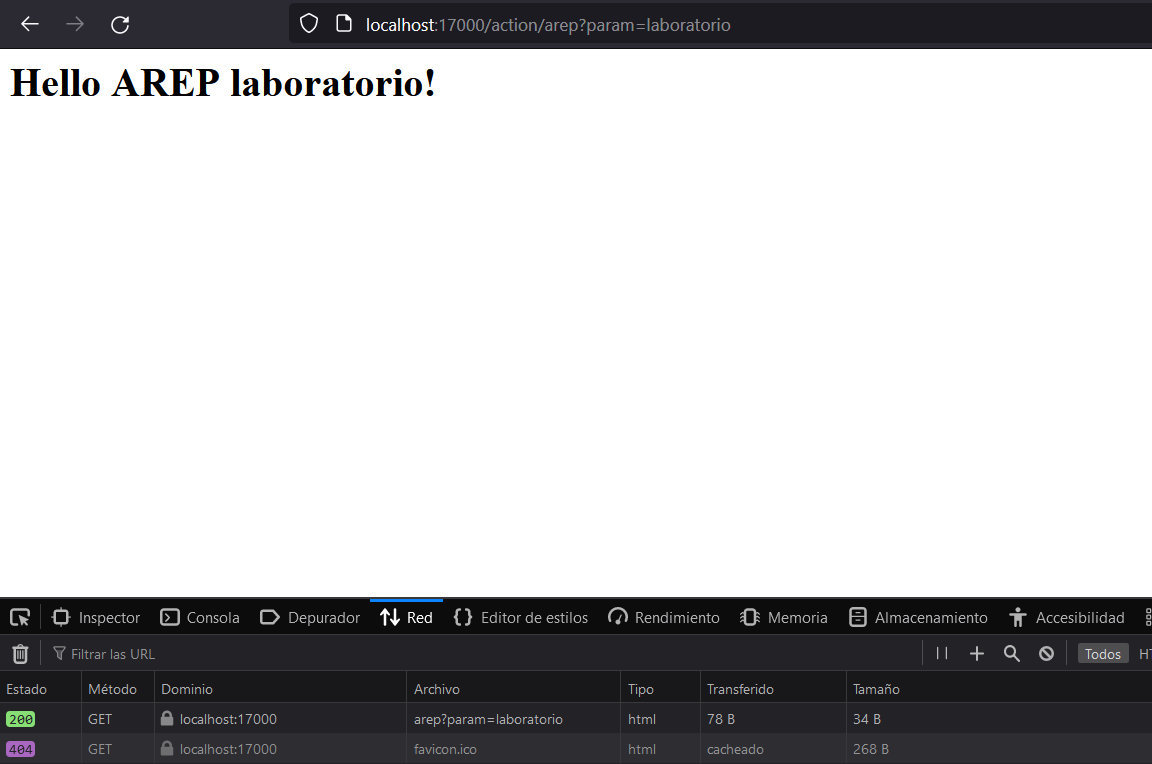 localhost:17000/action/arep?param=laboratorio
Hello AREP laboratorio!
Inspector Consola Depurador Red Editor de estilos Rendimiento Memoria Almacenamiento Accesibilidad
Filtrar las URL Todos HT
Estado Método Dominio Archivo Tipo Transferido Tamaño
200 GET localhost:17000 arep?param=laboratorio html 78 B 34 B
404 GET localhost:17000 favicon.ico html cacheado 268 B